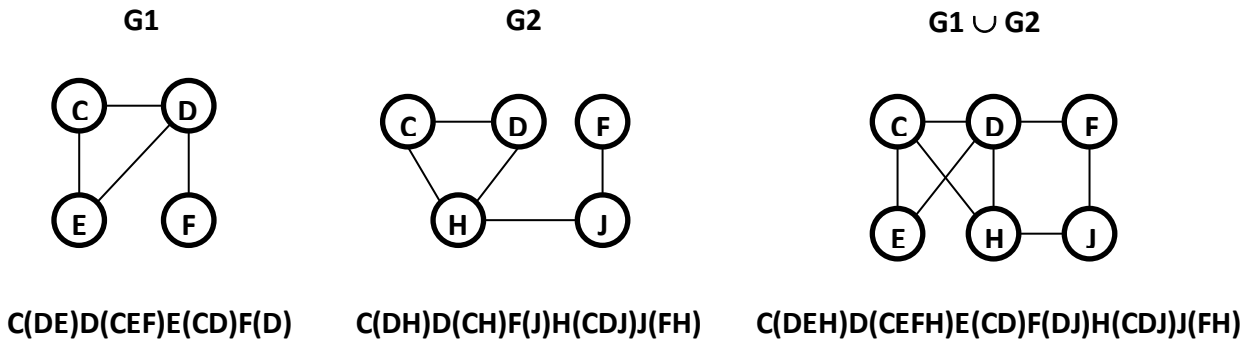 G1
C D
E F
C(DE)D(CEF)E(CD)F(D)
G2
C D F
H J
C(DH)D(CH)F(J)H(CDJ)J(FH)
G1 ∪ G2
C D F
E H J
C(DEH)D(CEFH)E(CD)F(DJ)H(CDJ)J(FH)